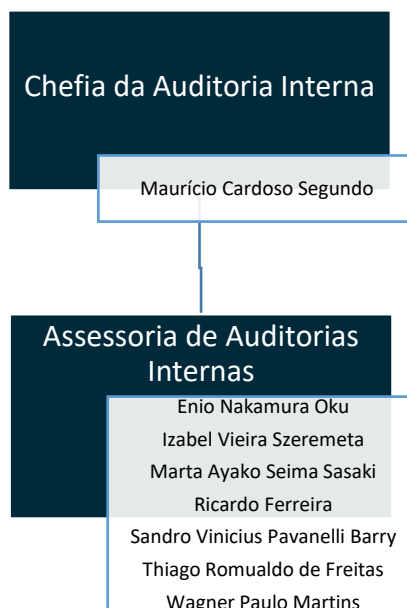 Chefia da Auditoria Interna
Maurício Cardoso Segundo
Assessoria de Auditorias
Internas
Enio Nakamura Oku
Izabel Vieira Szeremeta
Marta Ayako Seima Sasaki
Ricardo Ferreira
Sandro Vinicius Pavanelli Barry
Thiago Romualdo de Freitas
Wagner Paulo Martins